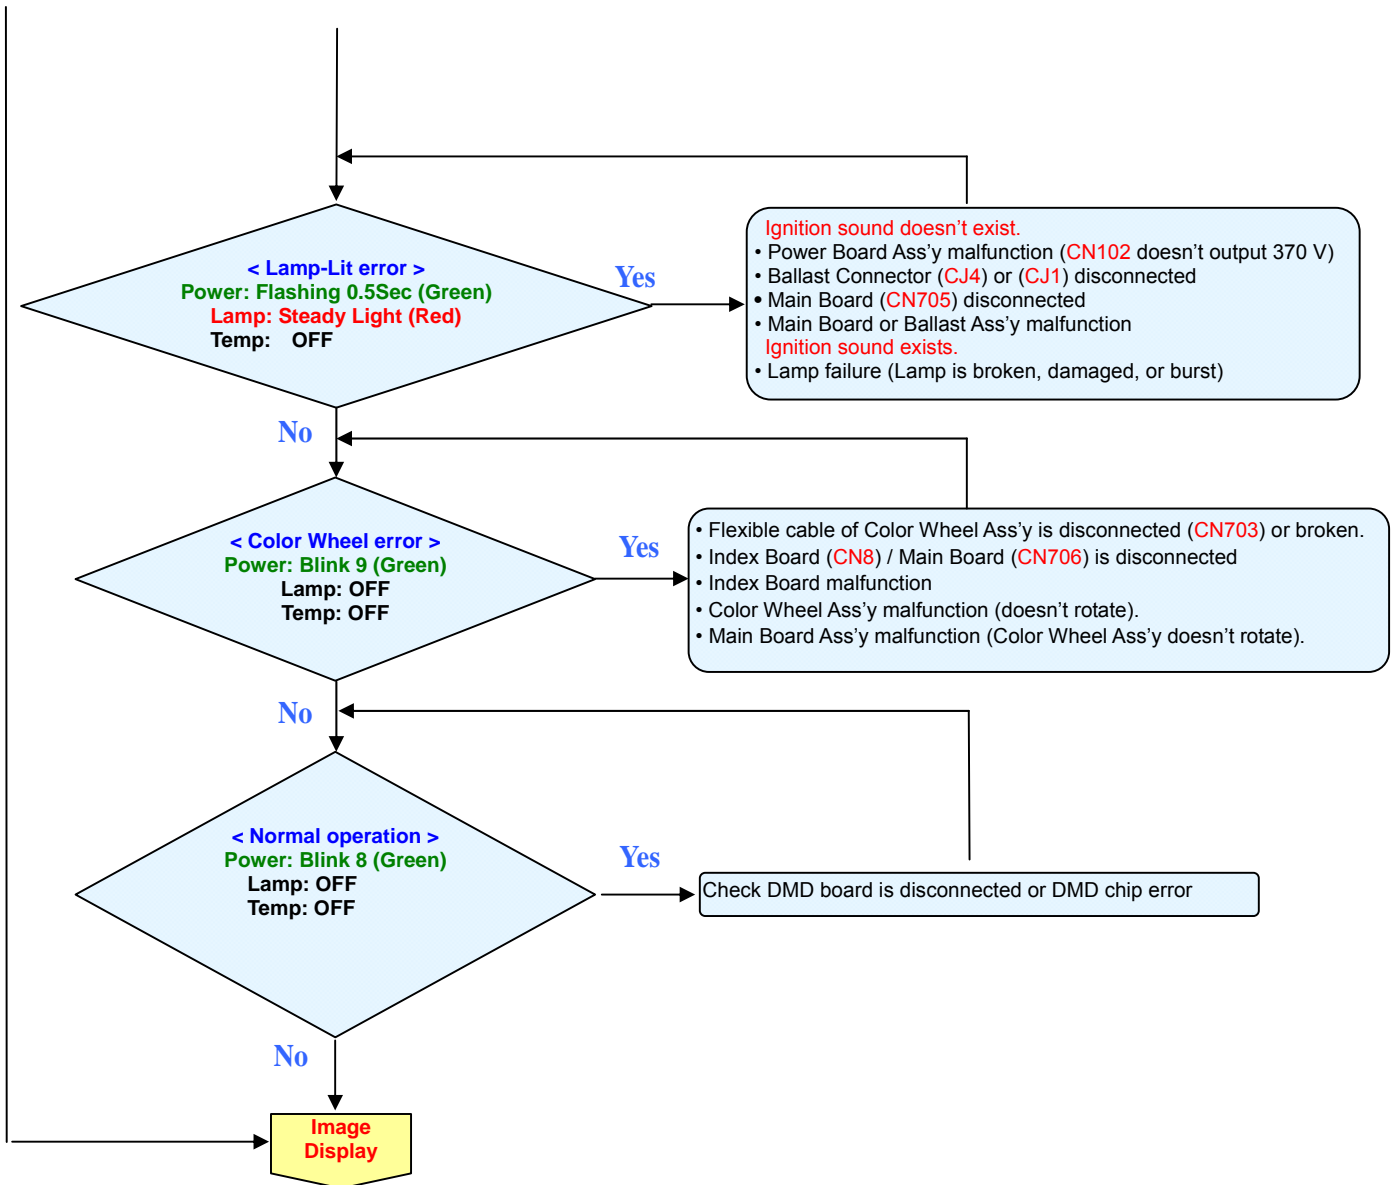 < Lamp-Lit error >
Power: Flashing 0.5Sec (Green)
Lamp: Steady Light (Red)
Temp: OFF
Yes
Ignition sound doesn’t exist.
• Power Board Ass’y malfunction (CN102 doesn’t output 370 V)
• Ballast Connector (CJ4) or (CJ1) disconnected
• Main Board (CN705) disconnected
• Main Board or Ballast Ass’y malfunction
Ignition sound exists.
• Lamp failure (Lamp is broken, damaged, or burst)
No
< Color Wheel error >
Power: Blink 9 (Green)
Lamp: OFF
Temp: OFF
Yes
• Flexible cable of Color Wheel Ass’y is disconnected (CN703) or broken.
• Index Board (CN8) / Main Board (CN706) is disconnected
• Index Board malfunction
• Color Wheel Ass’y malfunction (doesn’t rotate).
• Main Board Ass’y malfunction (Color Wheel Ass’y doesn’t rotate).
No
< Normal operation >
Power: Blink 8 (Green)
Lamp: OFF
Temp: OFF
Yes
Check DMD board is disconnected or DMD chip error
No
Image
Display